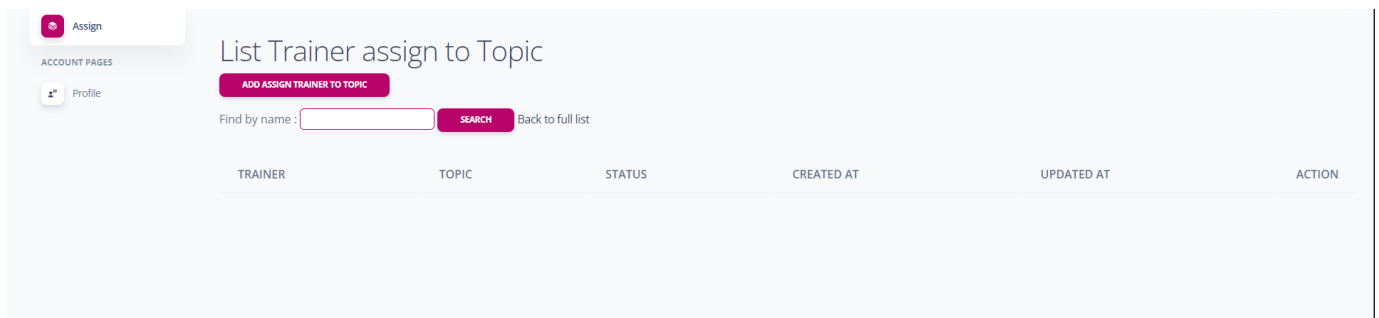 Assign
ACCOUNT PAGES
Profile
List Trainer assign to Topic
ADD ASSIGN TRAINER TO TOPIC
Find by name : SEARCH Back to full list
TRAINER TOPIC STATUS CREATED AT UPDATED AT ACTION